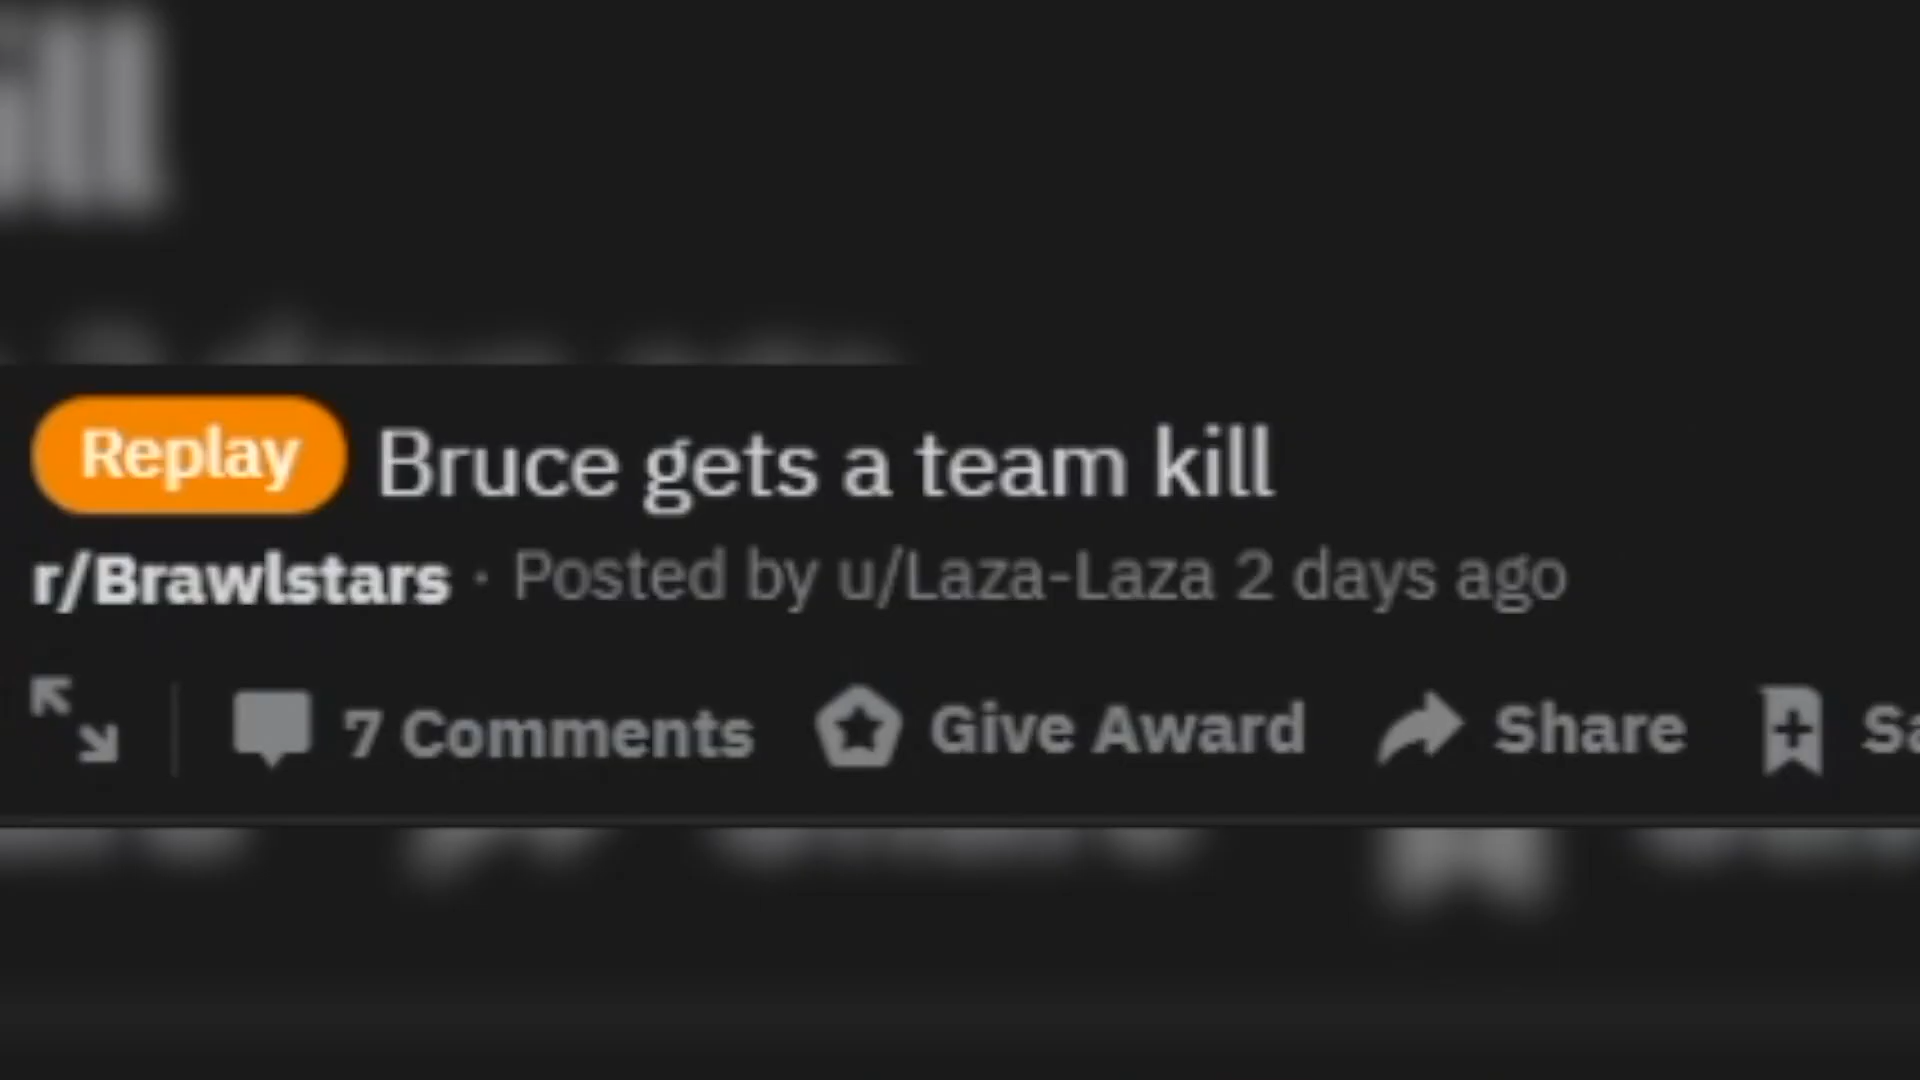 Replay Bruce gets a team kill
r/Brawlstars · Posted by u/Laza-Laza 2 days ago
7 Comments Give Award Share